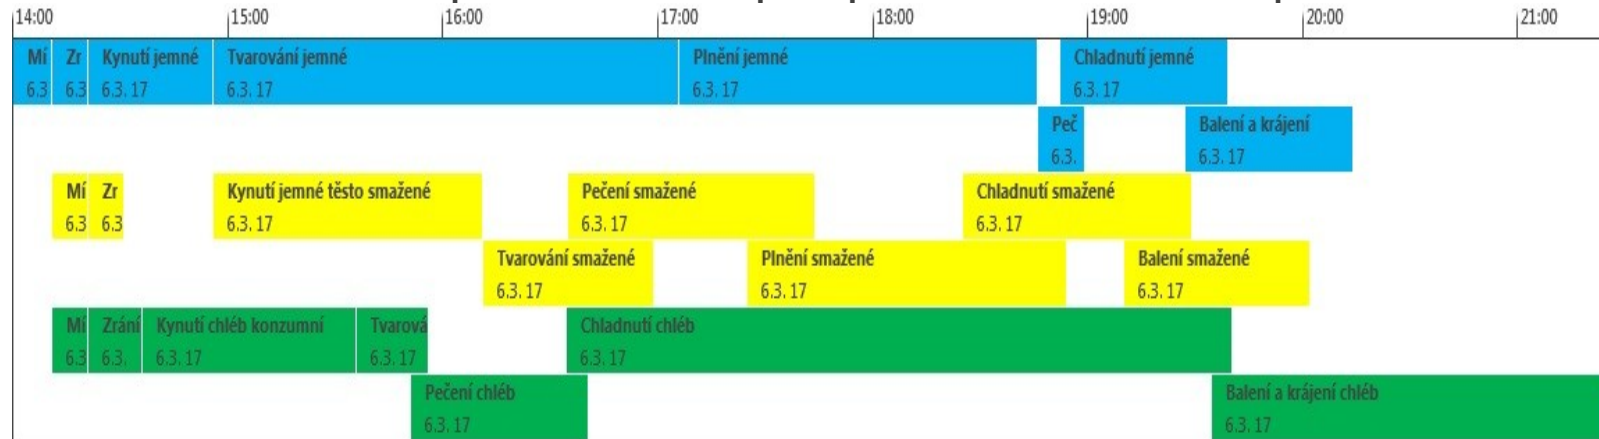 14:00 15:00 16:00 17:00 18:00 19:00 20:00 21:00
Mí Zr Kynutí jemné Tvarování jemné Plnění jemné Chladnutí jemné
6.3 6.3 6.3. 17 6.3. 17 6.3. 17 6.3. 17
Peč Balení a krájení
6.3. 6.3. 17
Mí Zr Kynutí jemné těsto smažené Pečení smažené Chladnutí smažené
6.3 6.3 6.3. 17 6.3. 17 6.3. 17
Tvarování smažené Plnění smažené Balení smažené
6.3. 17 6.3. 17 6.3. 17
Mí Zrání Kynutí chléb konzumní Tvarová Chladnutí chléb
6.3 6.3. 6.3. 17 6.3. 17 6.3. 17
Pečení chléb Balení a krájení chléb
6.3. 17 6.3. 17